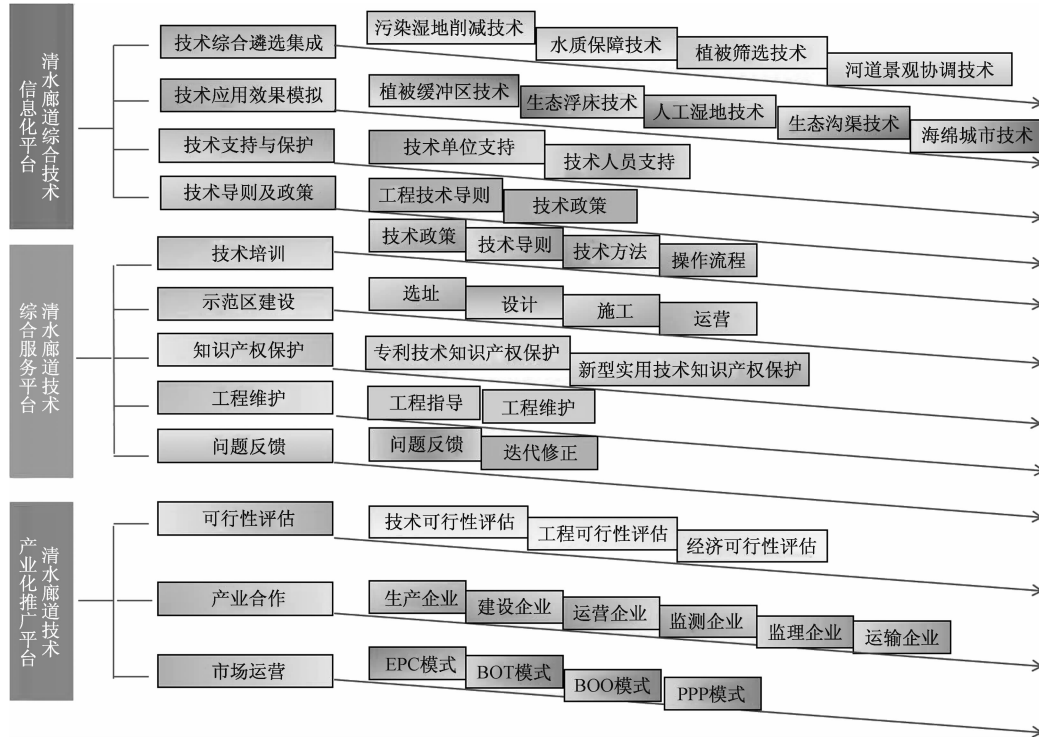 清水廊道综合技术
信息化平台
技术综合遴选集成
污染湿地削减技术
水质保障技术
植被筛选技术
河道景观协调技术
技术应用效果模拟
植被缓冲区技术
生态浮床技术
人工湿地技术
生态沟渠技术
海绵城市技术
技术支持与保护
技术单位支持
技术人员支持
技术导则及政策
工程技术导则
技术政策
清水廊道技术
综合服务平台
技术培训
技术政策
技术导则
技术方法
操作流程
示范区建设
选址
设计
施工
运营
知识产权保护
专利技术知识产权保护
新型实用技术知识产权保护
工程维护
工程指导
工程维护
问题反馈
问题反馈
迭代修正
清水廊道技术
产业化推广平台
可行性评估
技术可行性评估
工程可行性评估
经济可行性评估
产业合作
生产企业
建设企业
运营企业
监测企业
监理企业
运输企业
市场运营
EPC模式
BOT模式
BOO模式
PPP模式